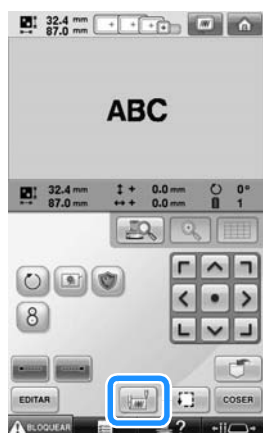 32.4 mm
87.0 mm
ABC
32.4 mm + 0.0 mm 0°
87.0 mm + 0.0 mm 1
8
EDITAR COSER
BLOQUEAR ?